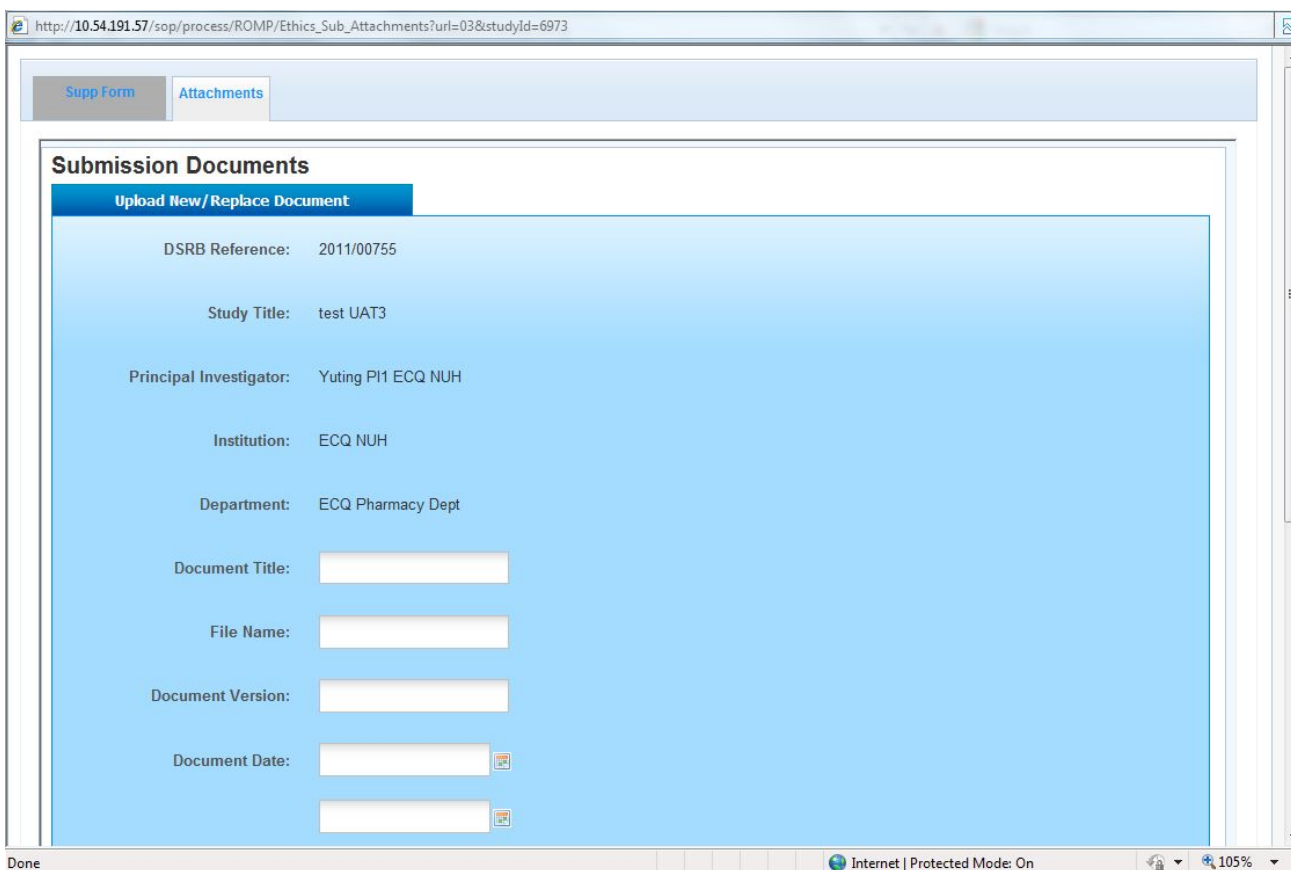 http://10.54.191.57/sop/process/ROMP/Ethics_Sub_Attachments?url=03&studyId=6973
Supp Form Attachments
Submission Documents
Upload New/Replace Document
DSRB Reference: 2011/00755
Study Title: test UAT3
Principal Investigator: Yuting PI1 ECQ NUH
Institution: ECQ NUH
Department: ECQ Pharmacy Dept
Document Title:
File Name:
Document Version:
Document Date:
Done Internet | Protected Mode: On 105%